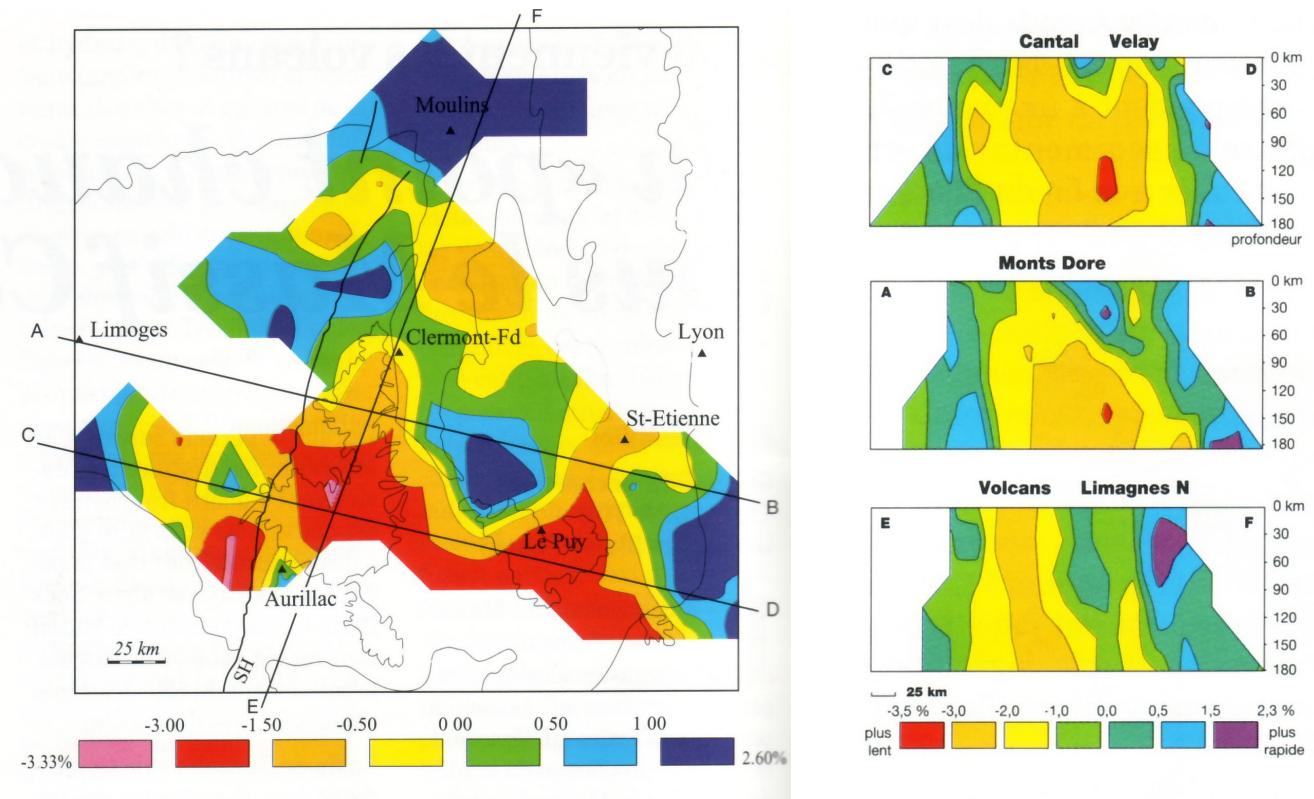 F
Moulins
A
Limoges
Clermont-Fd
Lyon
C
St-Etienne
B
Le Puy
Aurillac
D
25 km
SH
E
-3.00 -1 50 -0.50 0 00 0 50 1 00
-3 33% 2.60%
Cantal Velay
C D
0 km
30
60
90
120
150
180
profondeur
Monts Dore
A B
0 km
30
60
90
120
150
180
Volcans Limagnes N
E F
0 km
30
60
90
120
150
180
25 km
-3,5 % -3,0 -2,0 -1,0 0,0 0,5 1,5 2,3 %
plus lent
plus rapide